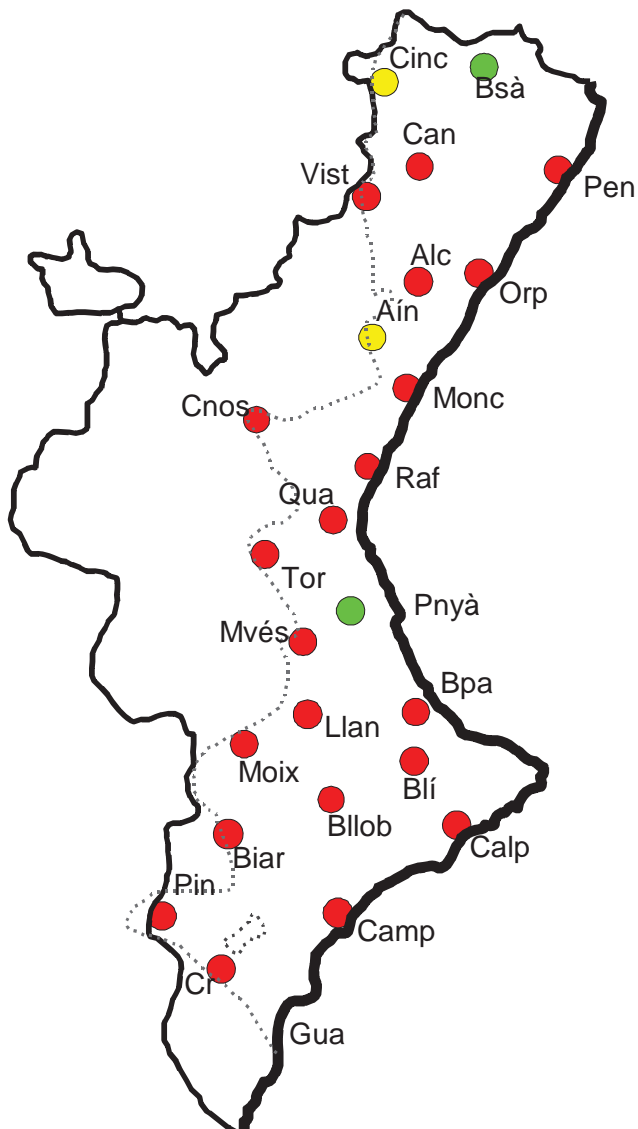 Cinc
Bsà
Can
Vist
Pen
Alc
Orp
Aín
Monc
Cnos
Raf
Qua
Tor
Pnyà
Mvés
Bpa
Llan
Moix
Blí
Bllob
Calp
Biar
Pin
Camp
Cr
Gua